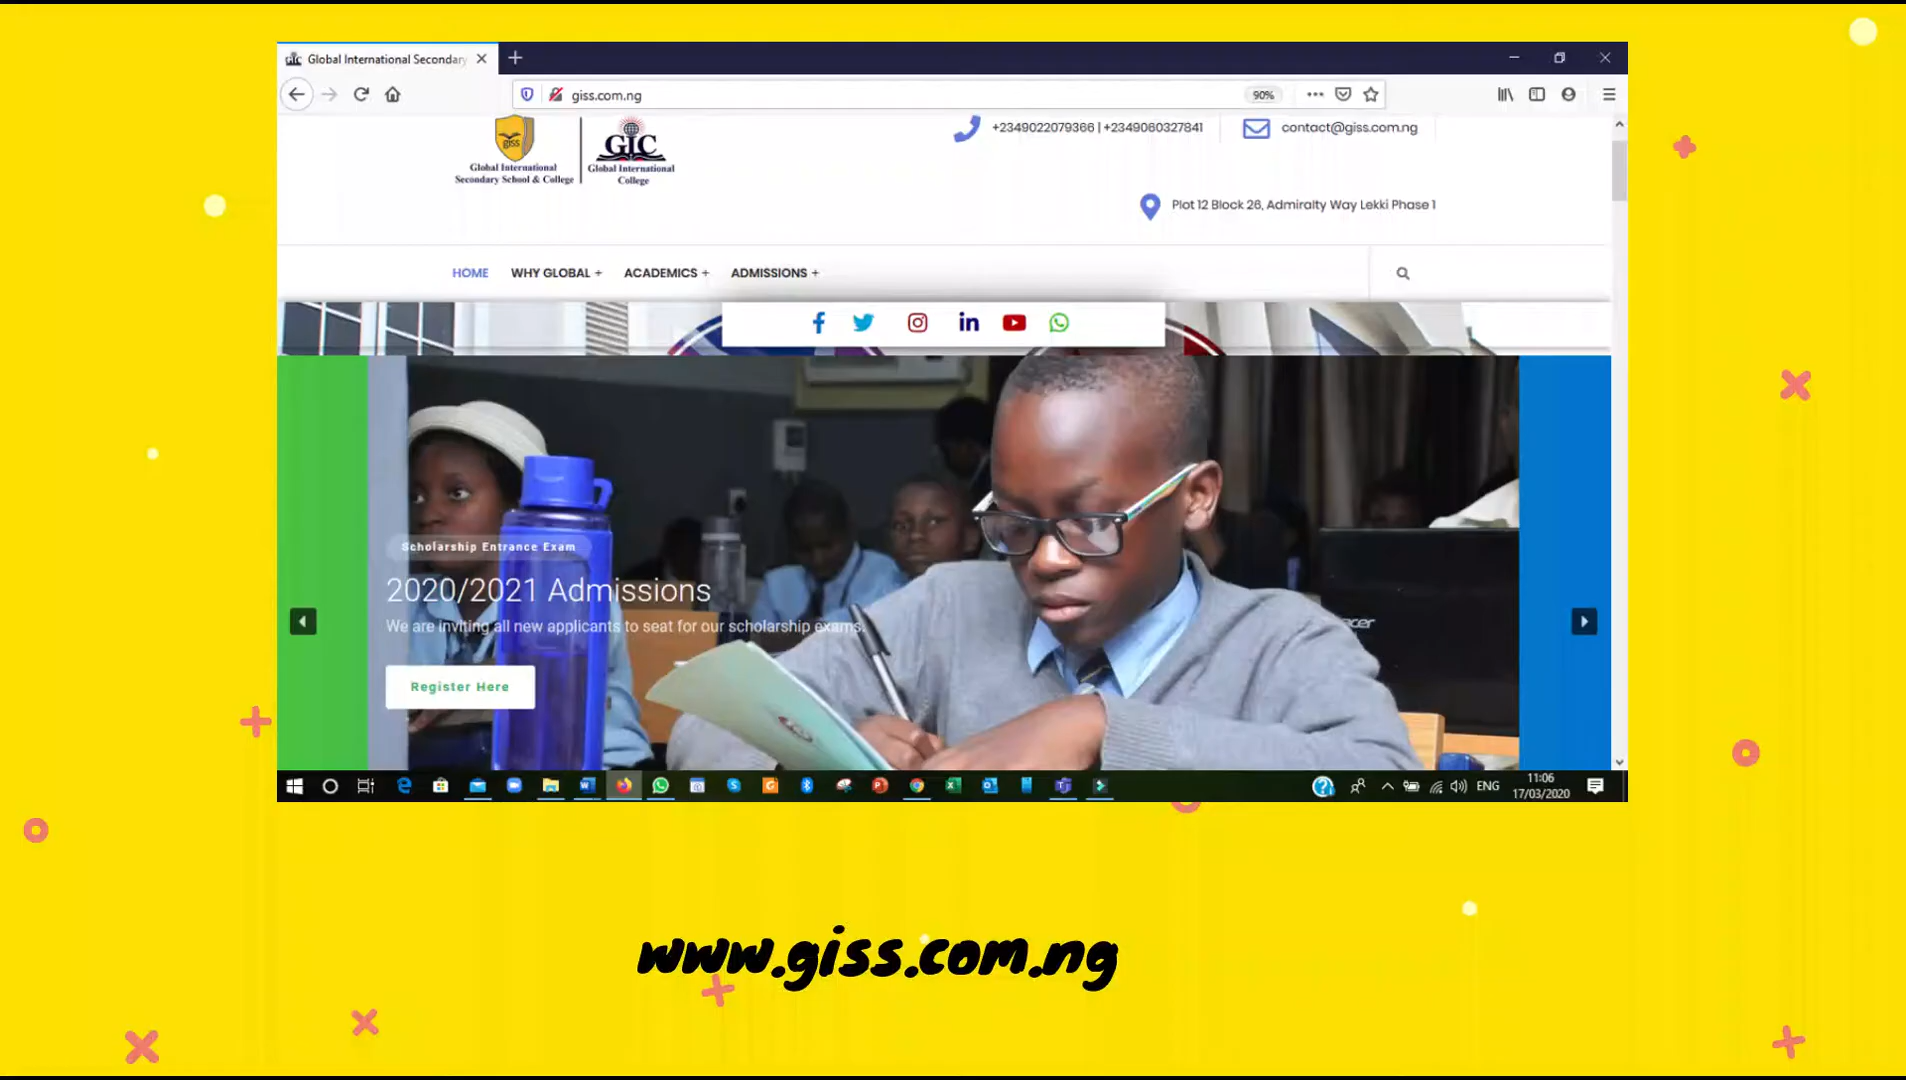 Global International Secondary
giss.com.ng
90%
giss
Global International
Secondary School & College
GIC
Global International
College
+2349022079366 | +2349060327841
contact@giss.com.ng
Plot 12 Block 26, Admiralty Way Lekki Phase 1
HOME
WHY GLOBAL +
ACADEMICS +
ADMISSIONS +
Scholarship Entrance Exam
2020/2021 Admissions
We are inviting all new applicants to seat for our scholarship exams.
Register Here
acer
ENG
11:06
17/03/2020
www.giss.com.ng